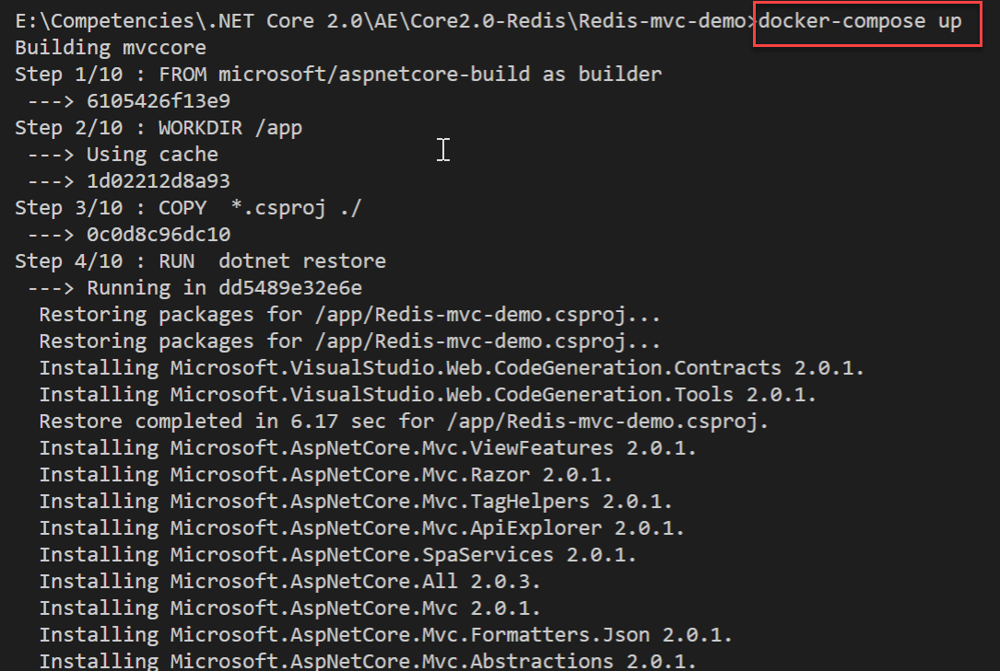 E:\Competencies\.NET Core 2.0\AE\Core2.0-Redis\Redis-mvc-demo>docker-compose up
Building mvccore
Step 1/10 : FROM microsoft/aspnetcore-build as builder
 ---> 6105426f13e9
Step 2/10 : WORKDIR /app
 ---> Using cache
 ---> 1d02212d8a93
Step 3/10 : COPY  *.csproj ./
 ---> 0c0d8c96dc10
Step 4/10 : RUN  dotnet restore
 ---> Running in dd5489e32e6e
  Restoring packages for /app/Redis-mvc-demo.csproj...
  Restoring packages for /app/Redis-mvc-demo.csproj...
  Installing Microsoft.VisualStudio.Web.CodeGeneration.Contracts 2.0.1.
  Installing Microsoft.VisualStudio.Web.CodeGeneration.Tools 2.0.1.
  Restore completed in 6.17 sec for /app/Redis-mvc-demo.csproj.
  Installing Microsoft.AspNetCore.Mvc.ViewFeatures 2.0.1.
  Installing Microsoft.AspNetCore.Mvc.Razor 2.0.1.
  Installing Microsoft.AspNetCore.Mvc.TagHelpers 2.0.1.
  Installing Microsoft.AspNetCore.Mvc.ApiExplorer 2.0.1.
  Installing Microsoft.AspNetCore.SpaServices 2.0.1.
  Installing Microsoft.AspNetCore.All 2.0.3.
  Installing Microsoft.AspNetCore.Mvc 2.0.1.
  Installing Microsoft.AspNetCore.Mvc.Formatters.Json 2.0.1.
  Installing Microsoft.AspNetCore.Mvc.Abstractions 2.0.1.